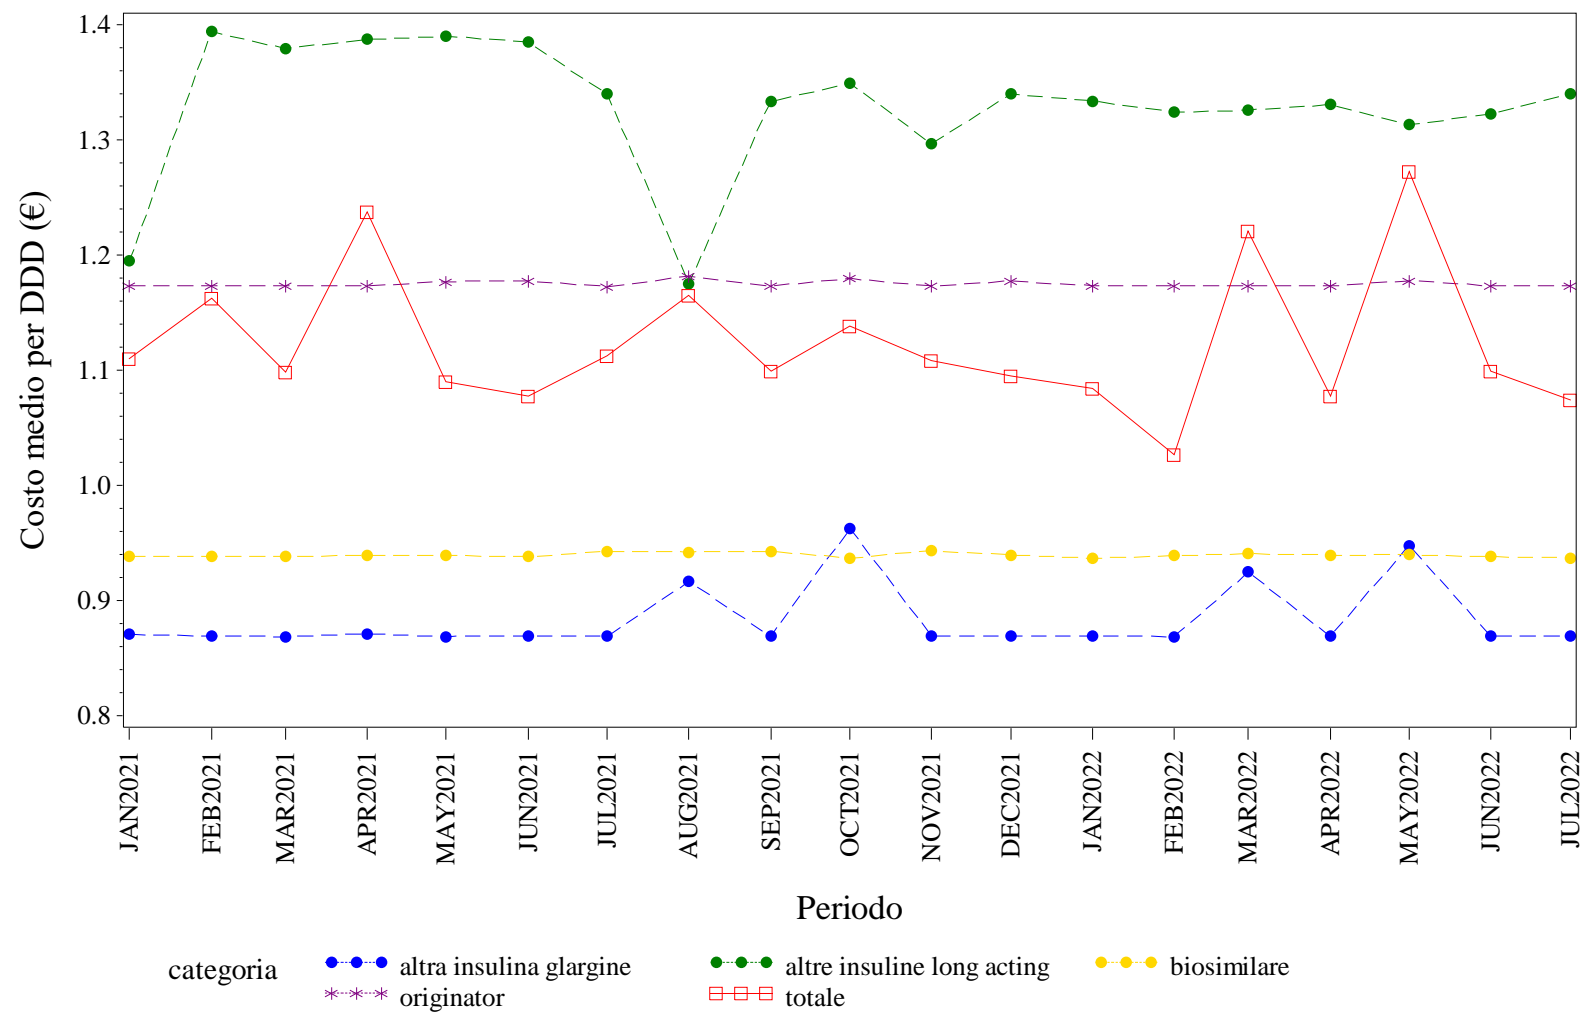 Costo medio per DDD (€)
1.4
1.3
1.2
1.1
1.0
0.9
0.8
JAN2021
FEB2021
MAR2021
APR2021
MAY2021
JUN2021
JUL2021
AUG2021
SEP2021
OCT2021
NOV2021
DEC2021
JAN2022
FEB2022
MAR2022
APR2022
MAY2022
JUN2022
JUL2022
Periodo
categoria
altra insulina glargine
altre insuline long acting
biosimilare
originator
totale